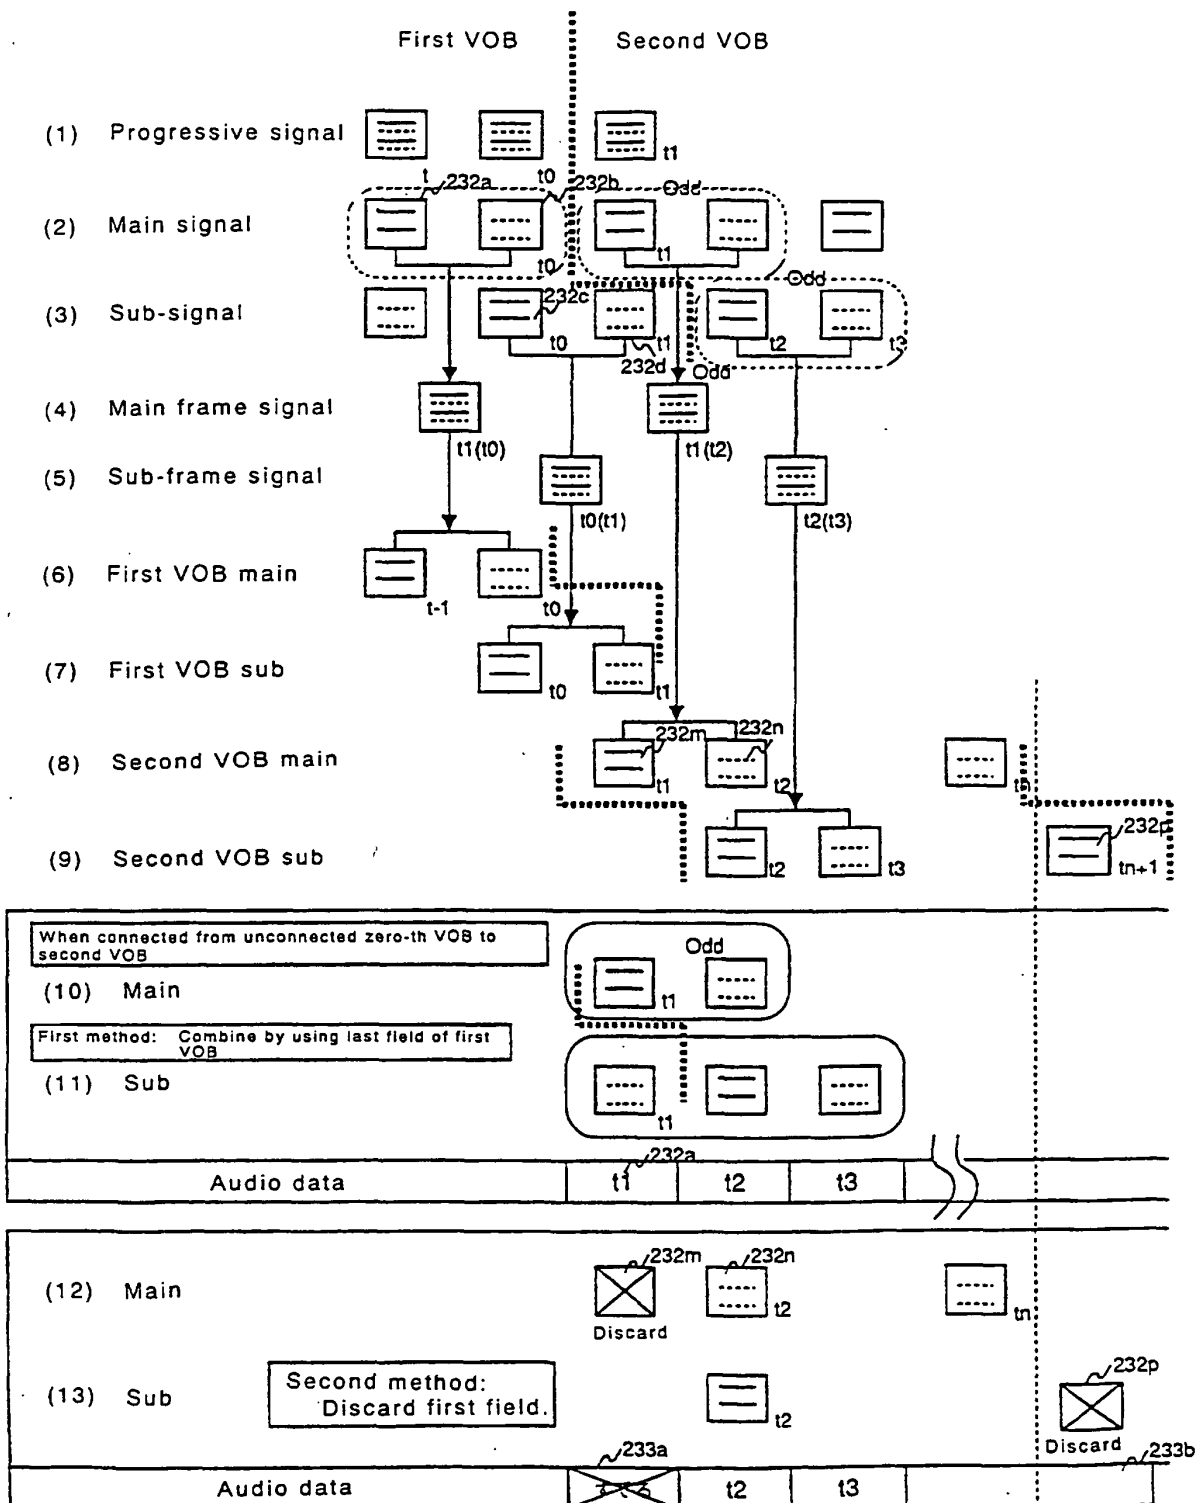 First VOB Second VOB
(1) Progressive signal
t t0 t1
232a 232b Odd
(2) Main signal
t0 t1
Odd
232c
(3) Sub-signal
t0 t1 t2 t3
232d Odd
(4) Main frame signal
t1(t0) t1(t2)
(5) Sub-frame signal
t0(t1) t2(t3)
(6) First VOB main
t-1 t0
(7) First VOB sub
t0 t1
232m 232n
(8) Second VOB main
t1 t2 tn
232p
(9) Second VOB sub
t2 t3 tn+1
When connected from unconnected zero-th VOB to
second VOB
Odd
(10) Main
t1
First method: Combine by using last field of first
VOB
(11) Sub
t1
232a
Audio data t1 t2 t3
232m 232n
(12) Main
t2 tn
Discard
232p
(13) Sub
Second method:
Discard first field.
t2
Discard
233a 233b
Audio data t2 t3